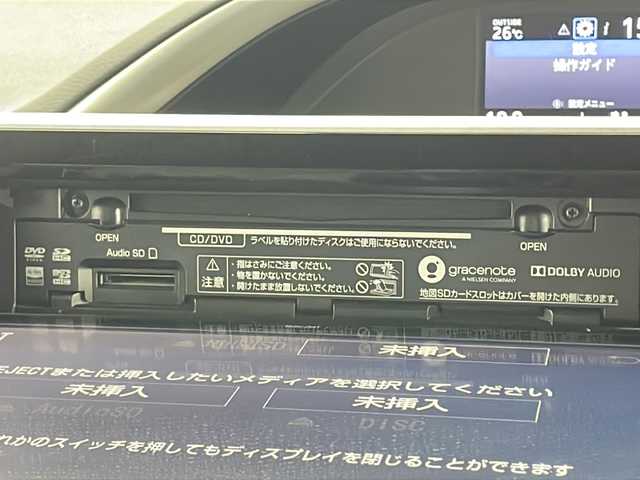 OUTSIDE
26℃
設定
操作ガイド
設定メニュー
OPEN
CD/DVD ラベルを貼り付けたディスクはご使用にならないでください。
OPEN
Audio SD
DVD
注意
・指はさみにご注意ください。
・物を置かないでください。
・開けたまま放置しないでください。
gracenote
A NIELSEN COMPANY
DOLBY AUDIO
地図SDカードスロットはカバーを開けた内側にあります。
未挿入
EJECTまたは挿入したいメディアを選択してください
未挿入
未挿入
AudioSD
DISC
れかのスイッチを押してもディスプレイを閉じることができます